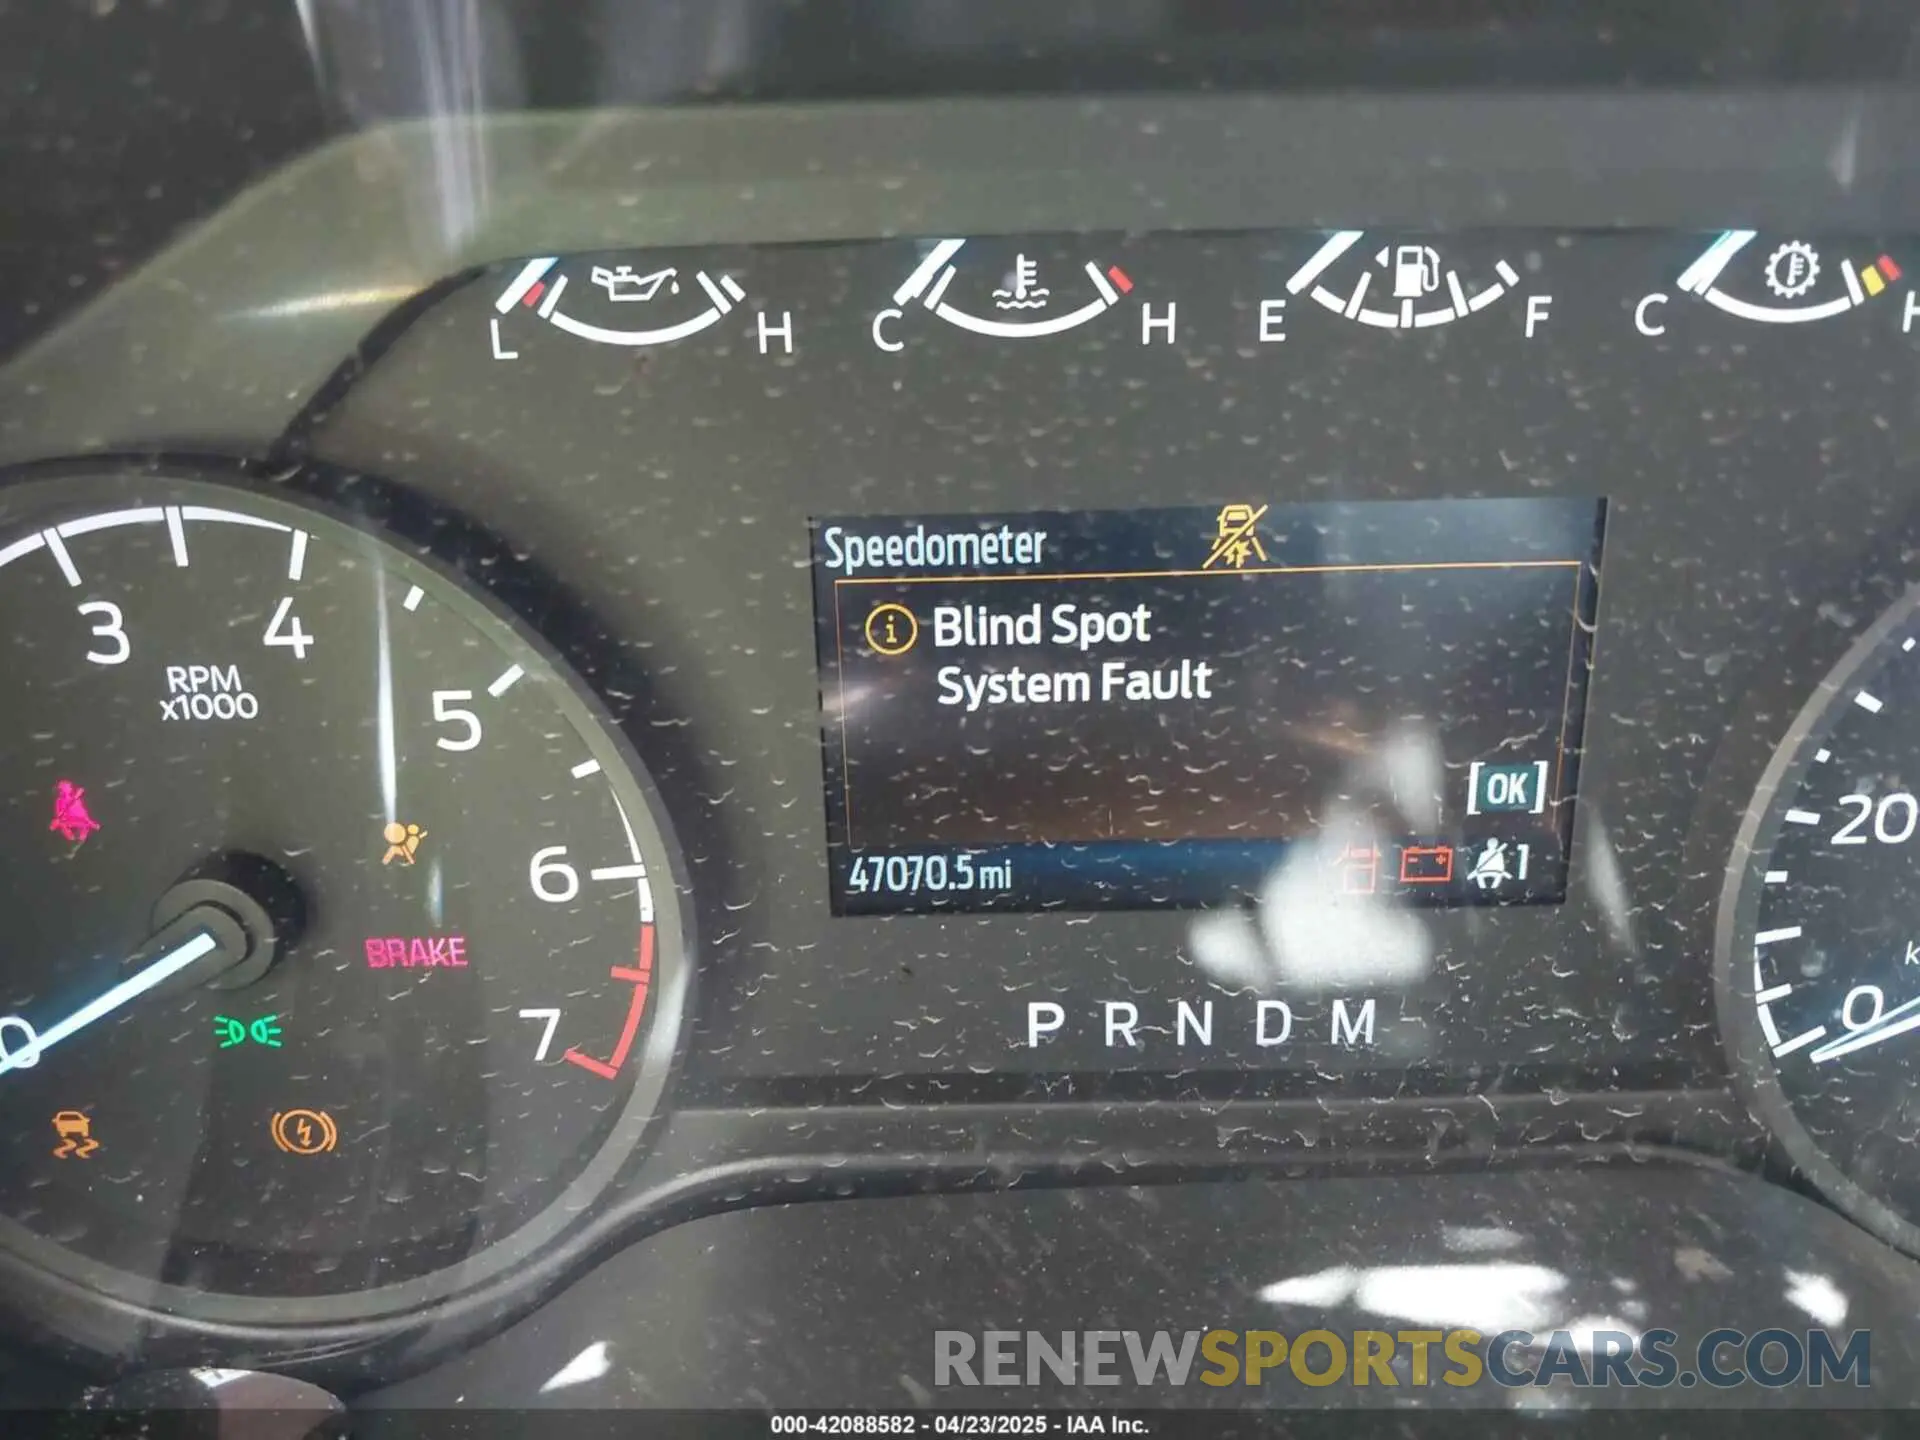 L H C H E F C H
Speedometer
Blind Spot
System Fault
[OK]
47070.5 mi
1
3 4 5 6 7
RPM
x1000
BRAKE
0
P R N D M
20
0
RENEWSPORTSCARS.COM
000-42088582 - 04/23/2025 - IAA Inc.